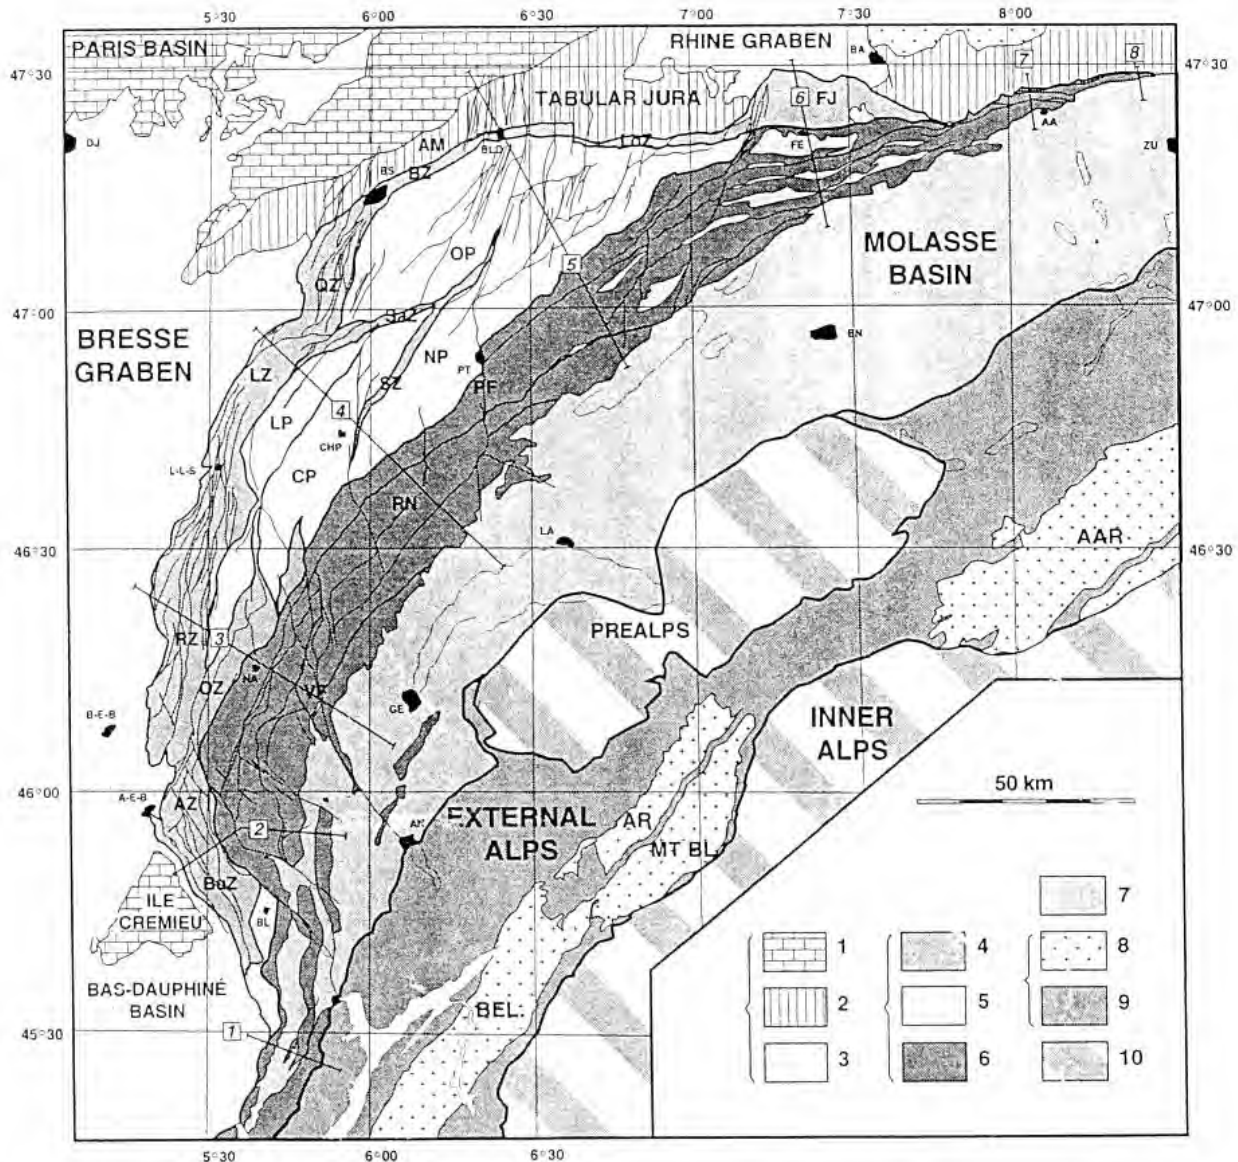 5°30 6°00 6°30 7°00 7°30 8°00
PARIS BASIN
RHINE GRABEN
BA
7
8
47°30
47°30
TABULAR JURA
6
FJ
AA
DJ
AM
BLD
FE
ZU
BZ
BS
MOLASSE
BASIN
OP
5
QZ
47°00
47°00
BRESSE
GRABEN
BN
NP
PT
LZ
SZ
PF
4
LP
CHP
L-L-S
CP
RN
LA
AAR
46°30
46°30
PREALPS
RZ
3
NA
OZ
VF
GE
B-E-B
INNER
ALPS
50 km
46°00
A-E-B
AZ
AN
EXTERNAL
ALPS
2
AR
MT BL.
BuZ
ILE
CREMIEU
BL
7
1
4
8
BAS-DAUPHINÉ
BASIN
2
5
9
BEL.
45°30
1
3
6
10
5°30 6°00 6°30